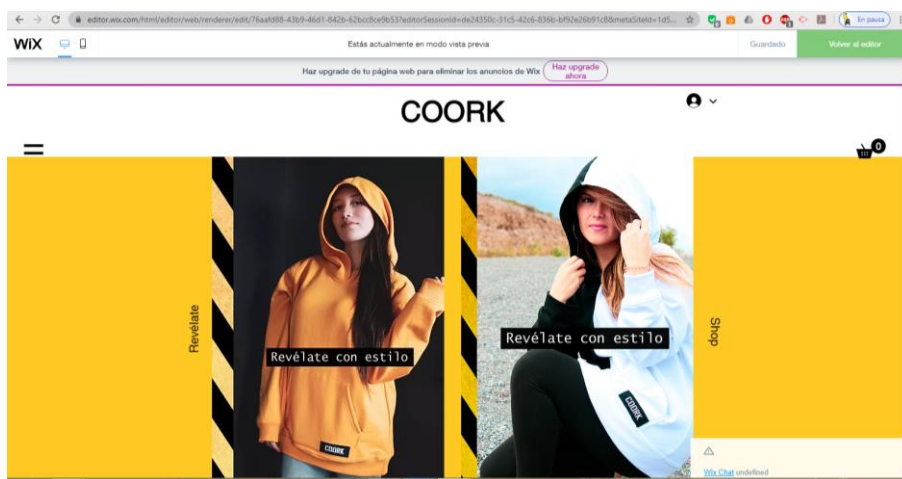 editor.wix.com/html/editor/web/renderer/edit/76aafd88-43b9-46d1-842b-62bcc8ce9b53?editorSessionId=de24350c-31c5-42c6-836b-bf92e26b91c8&metaSiteId=1d5...
En pausa
WiX
Estás actualmente en modo vista previa
Guardado
Volver al editor
Haz upgrade de tu página web para eliminar los anuncios de Wix
Haz upgrade
ahora
COORK
0
Revélate
Revélate con estilo
COORK
Revélate con estilo
COORK
Shop
Wix Chat undefined